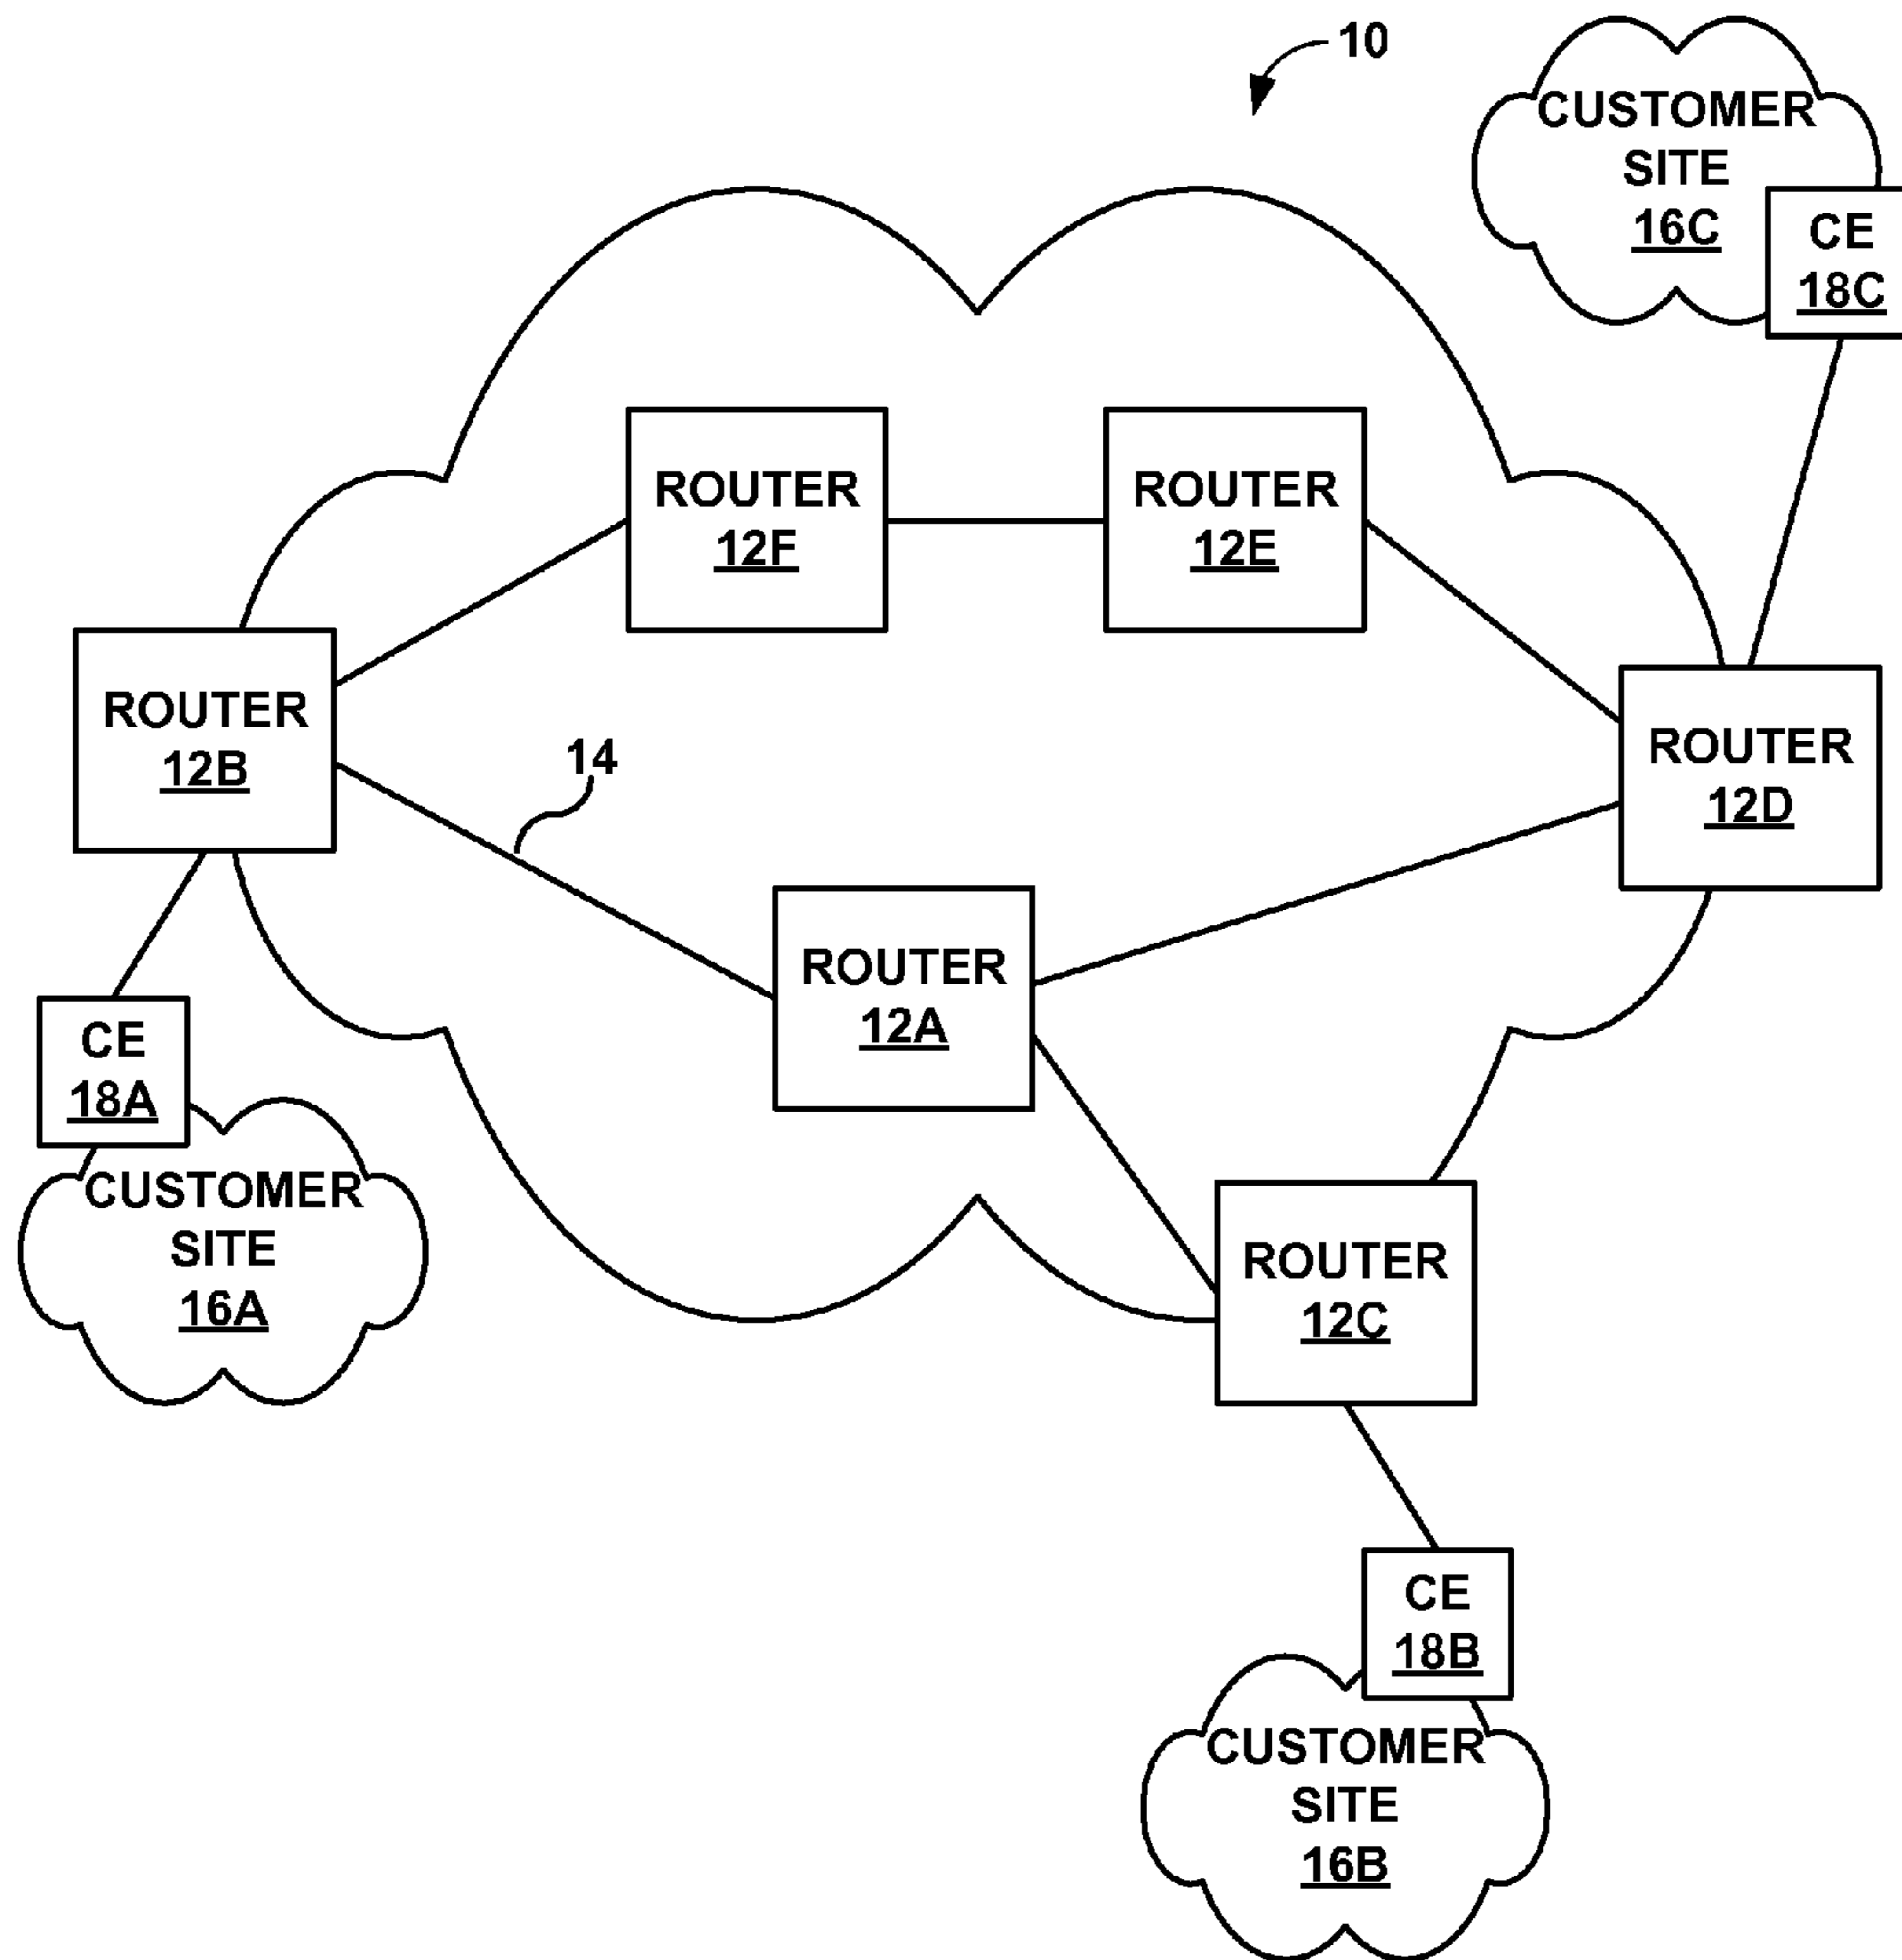 10
CUSTOMER
SITE
16C
CE
18C
ROUTER
12F
ROUTER
12E
ROUTER
12B
14
ROUTER
12D
ROUTER
12A
CE
18A
CUSTOMER
SITE
16A
ROUTER
12C
CE
18B
CUSTOMER
SITE
16B